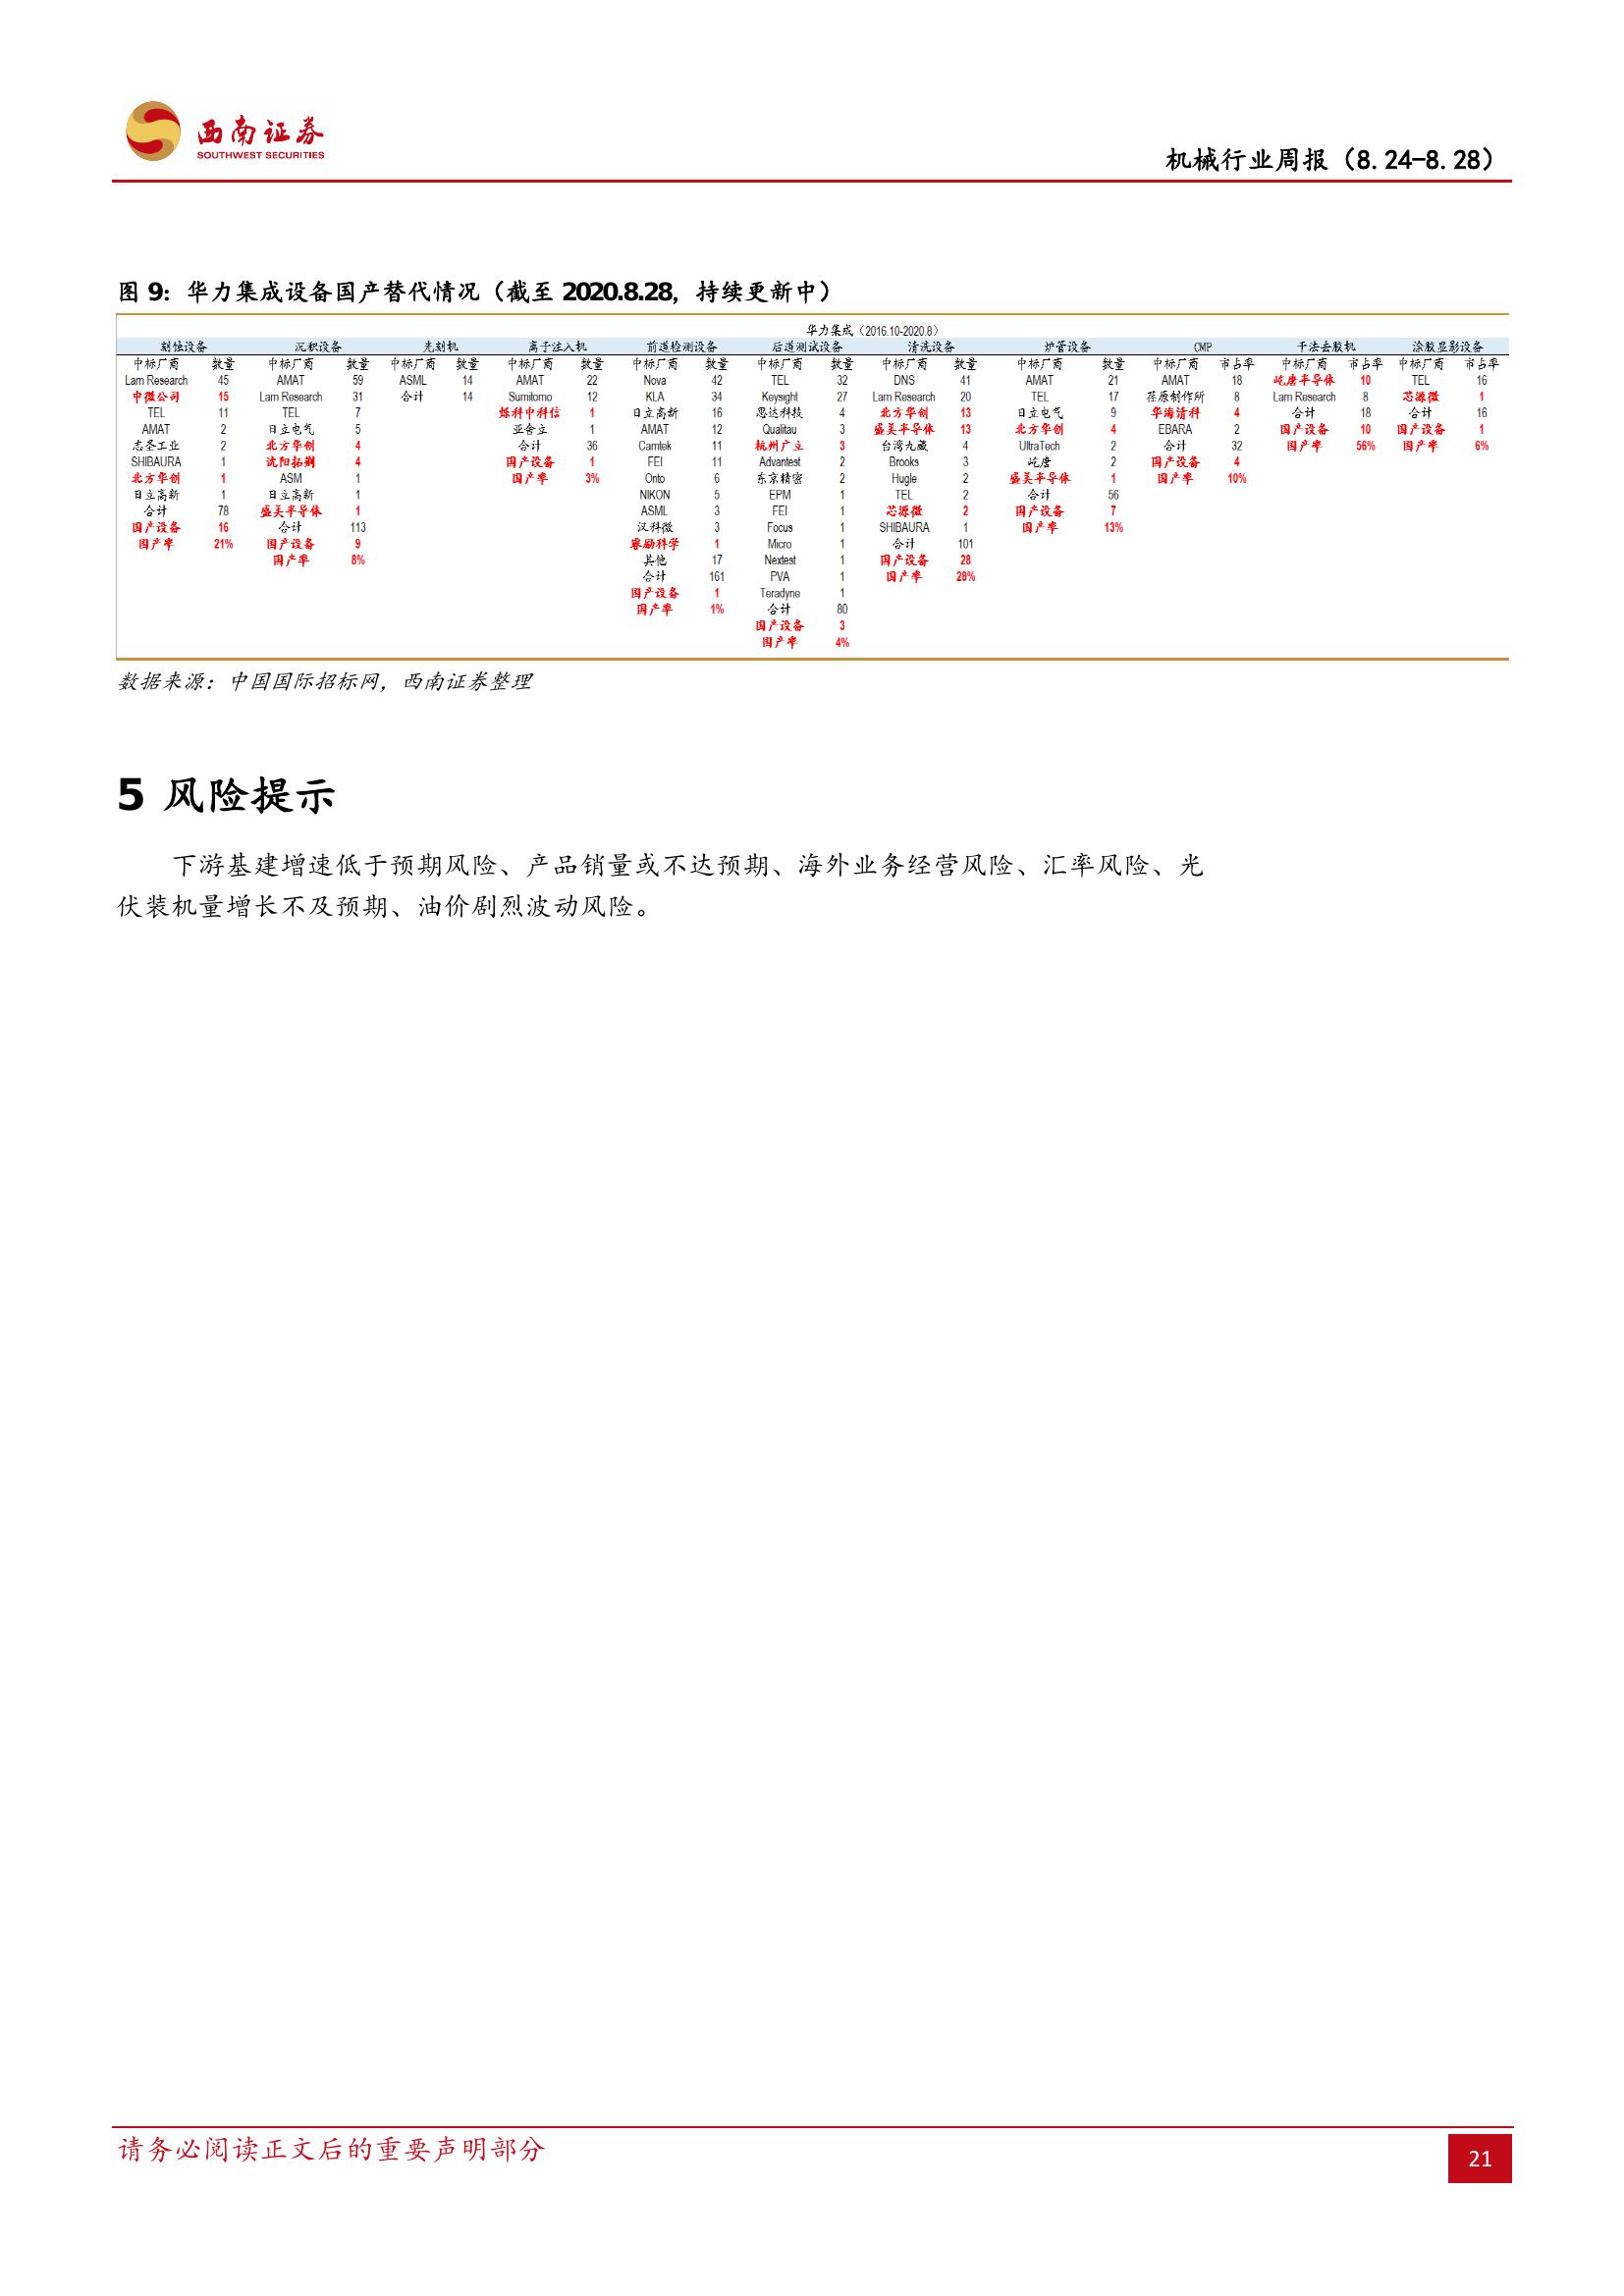 西南证券
SOUTHWEST SECURITIES
机械行业周报（8.24-8.28）
图 9：华力集成设备国产替代情况（截至 2020.8.28，持续更新中）
华力集成（2016.10-2020.8）
刻蚀设备 沉积设备 光刻机 离子注入机 前道检测设备 后道测试设备 清洗设备 炉管设备 CMP 干法去胶机 涂胶显影设备
中标厂商 数量 中标厂商 数量 中标厂商 数量 中标厂商 数量 中标厂商 数量 中标厂商 数量 中标厂商 数量 中标厂商 数量 中标厂商 市占率 中标厂商 市占率 中标厂商 市占率
Lam Research 45 AMAT 59 ASML 14 AMAT 22 Nova 42 TEL 32 DNS 41 AMAT 21 AMAT 18 屹唐半导体 10 TEL 16
中微公司 15 Lam Research 31 合计 14 Sumitomo 12 KLA 34 Keysight 27 Lam Research 20 TEL 17 荏原制作所 8 Lam Research 8 芯源微 1
TEL 11 TEL 7 烁科中科信 1 日立高新 16 思达科技 4 北方华创 13 日立电气 9 华海清科 4 合计 18 合计 16
AMAT 2 日立电气 5 亚舍立 1 AMAT 12 Qualitau 3 盛美半导体 13 北方华创 4 EBARA 2 国产设备 10 国产设备 1
志圣工业 2 北方华创 4 合计 36 Camtek 11 杭州广立 3 台湾九葳 4 UltraTech 2 合计 32 国产率 56% 国产率 6%
SHIBAURA 1 沈阳拓荆 4 国产设备 1 FEI 11 Advantest 2 Brooks 3 屹唐 2 国产设备 4
北方华创 1 ASM 1 国产率 3% Onto 6 东京精密 2 Hugle 2 盛美半导体 1 国产率 10%
日立高新 1 日立高新 1 NIKON 5 EPM 1 TEL 2 合计 56
合计 78 盛美半导体 1 ASML 3 FEI 1 芯源微 2 国产设备 7
国产设备 16 合计 113 汉科微 3 Focus 1 SHIBAURA 1 国产率 13%
国产率 21% 国产设备 9 睿励科学 1 Micro 1 合计 101
国产率 8% 其他 17 Nextest 1 国产设备 28
合计 161 PVA 1 国产率 28%
国产设备 1 Teradyne 1
国产率 1% 合计 80
国产设备 3
国产率 4%
数据来源：中国国际招标网，西南证券整理
5 风险提示
下游基建增速低于预期风险、产品销量或不达预期、海外业务经营风险、汇率风险、光
伏装机量增长不及预期、油价剧烈波动风险。
请务必阅读正文后的重要声明部分
21